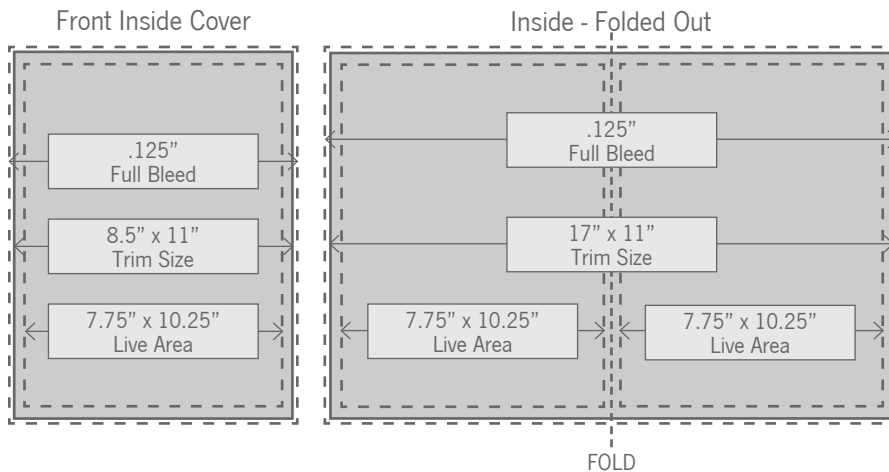 Front Inside Cover
.125”
Full Bleed
8.5” x 11”
Trim Size
7.75” x 10.25”
Live Area
Inside - Folded Out
.125”
Full Bleed
17” x 11”
Trim Size
7.75” x 10.25”
Live Area
7.75” x 10.25”
Live Area
FOLD